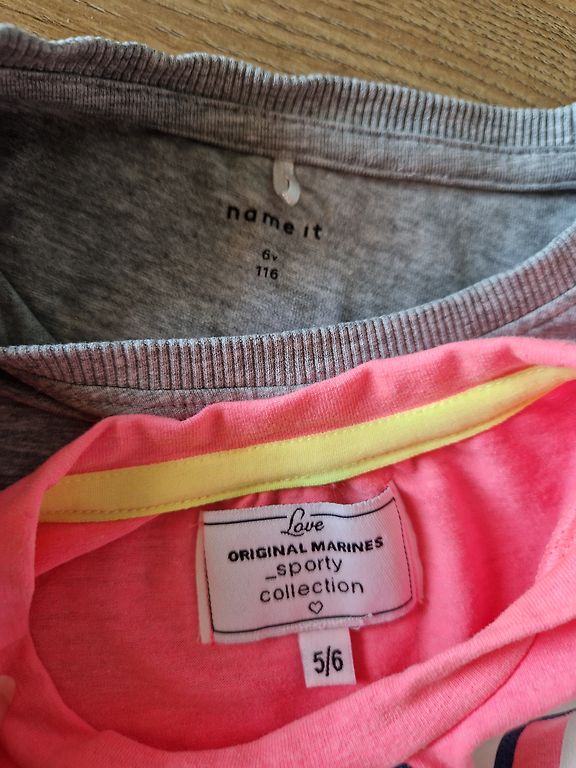 name it
6Y
116
Love
ORIGINAL MARINES
_sporty
collection
5/6